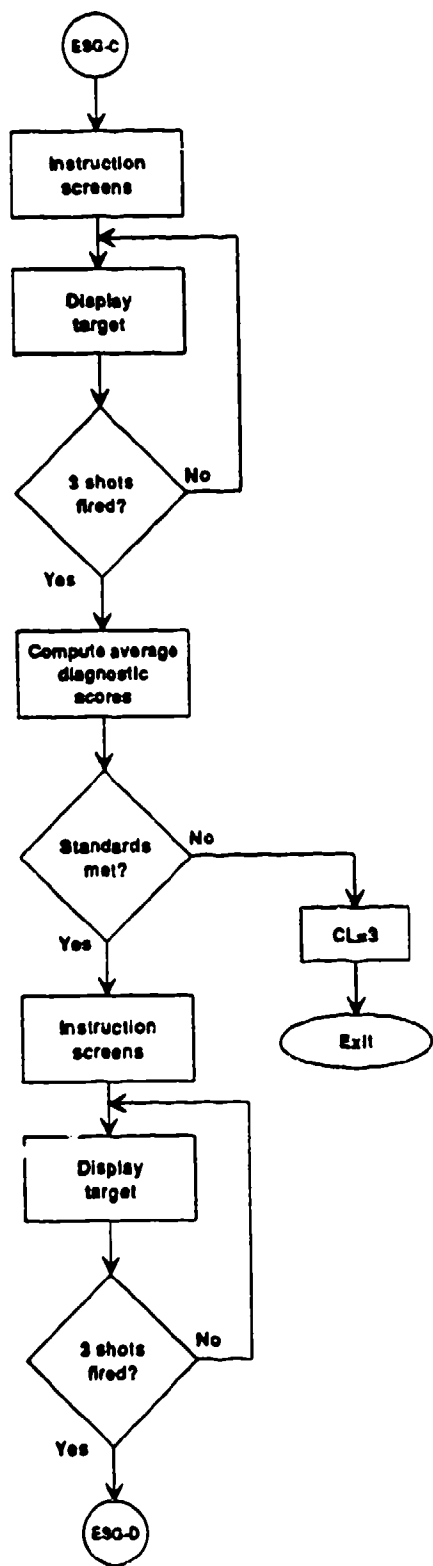 ESG-C
Instruction
screens
Display
target
3 shots
fired?
No
Yes
Compute average
diagnostic
scores
Standards
met?
No
Yes
CL=3
Instruction
screens
Exit
Display
target
3 shots
fired?
No
Yes
ESG-D